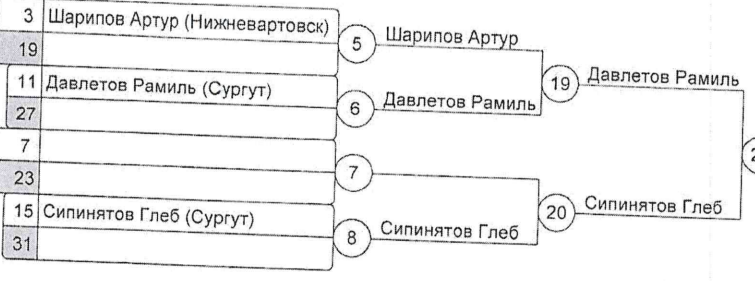 3 Шарипов Артур (Нижневартовск)
19
5 Шарипов Артур
11 Давлетов Рамиль (Сургут)
27
6 Давлетов Рамиль
19 Давлетов Рамиль
7
23
7
15 Сипинятов Глеб (Сургут)
31
8 Сипинятов Глеб
20 Сипинятов Глеб